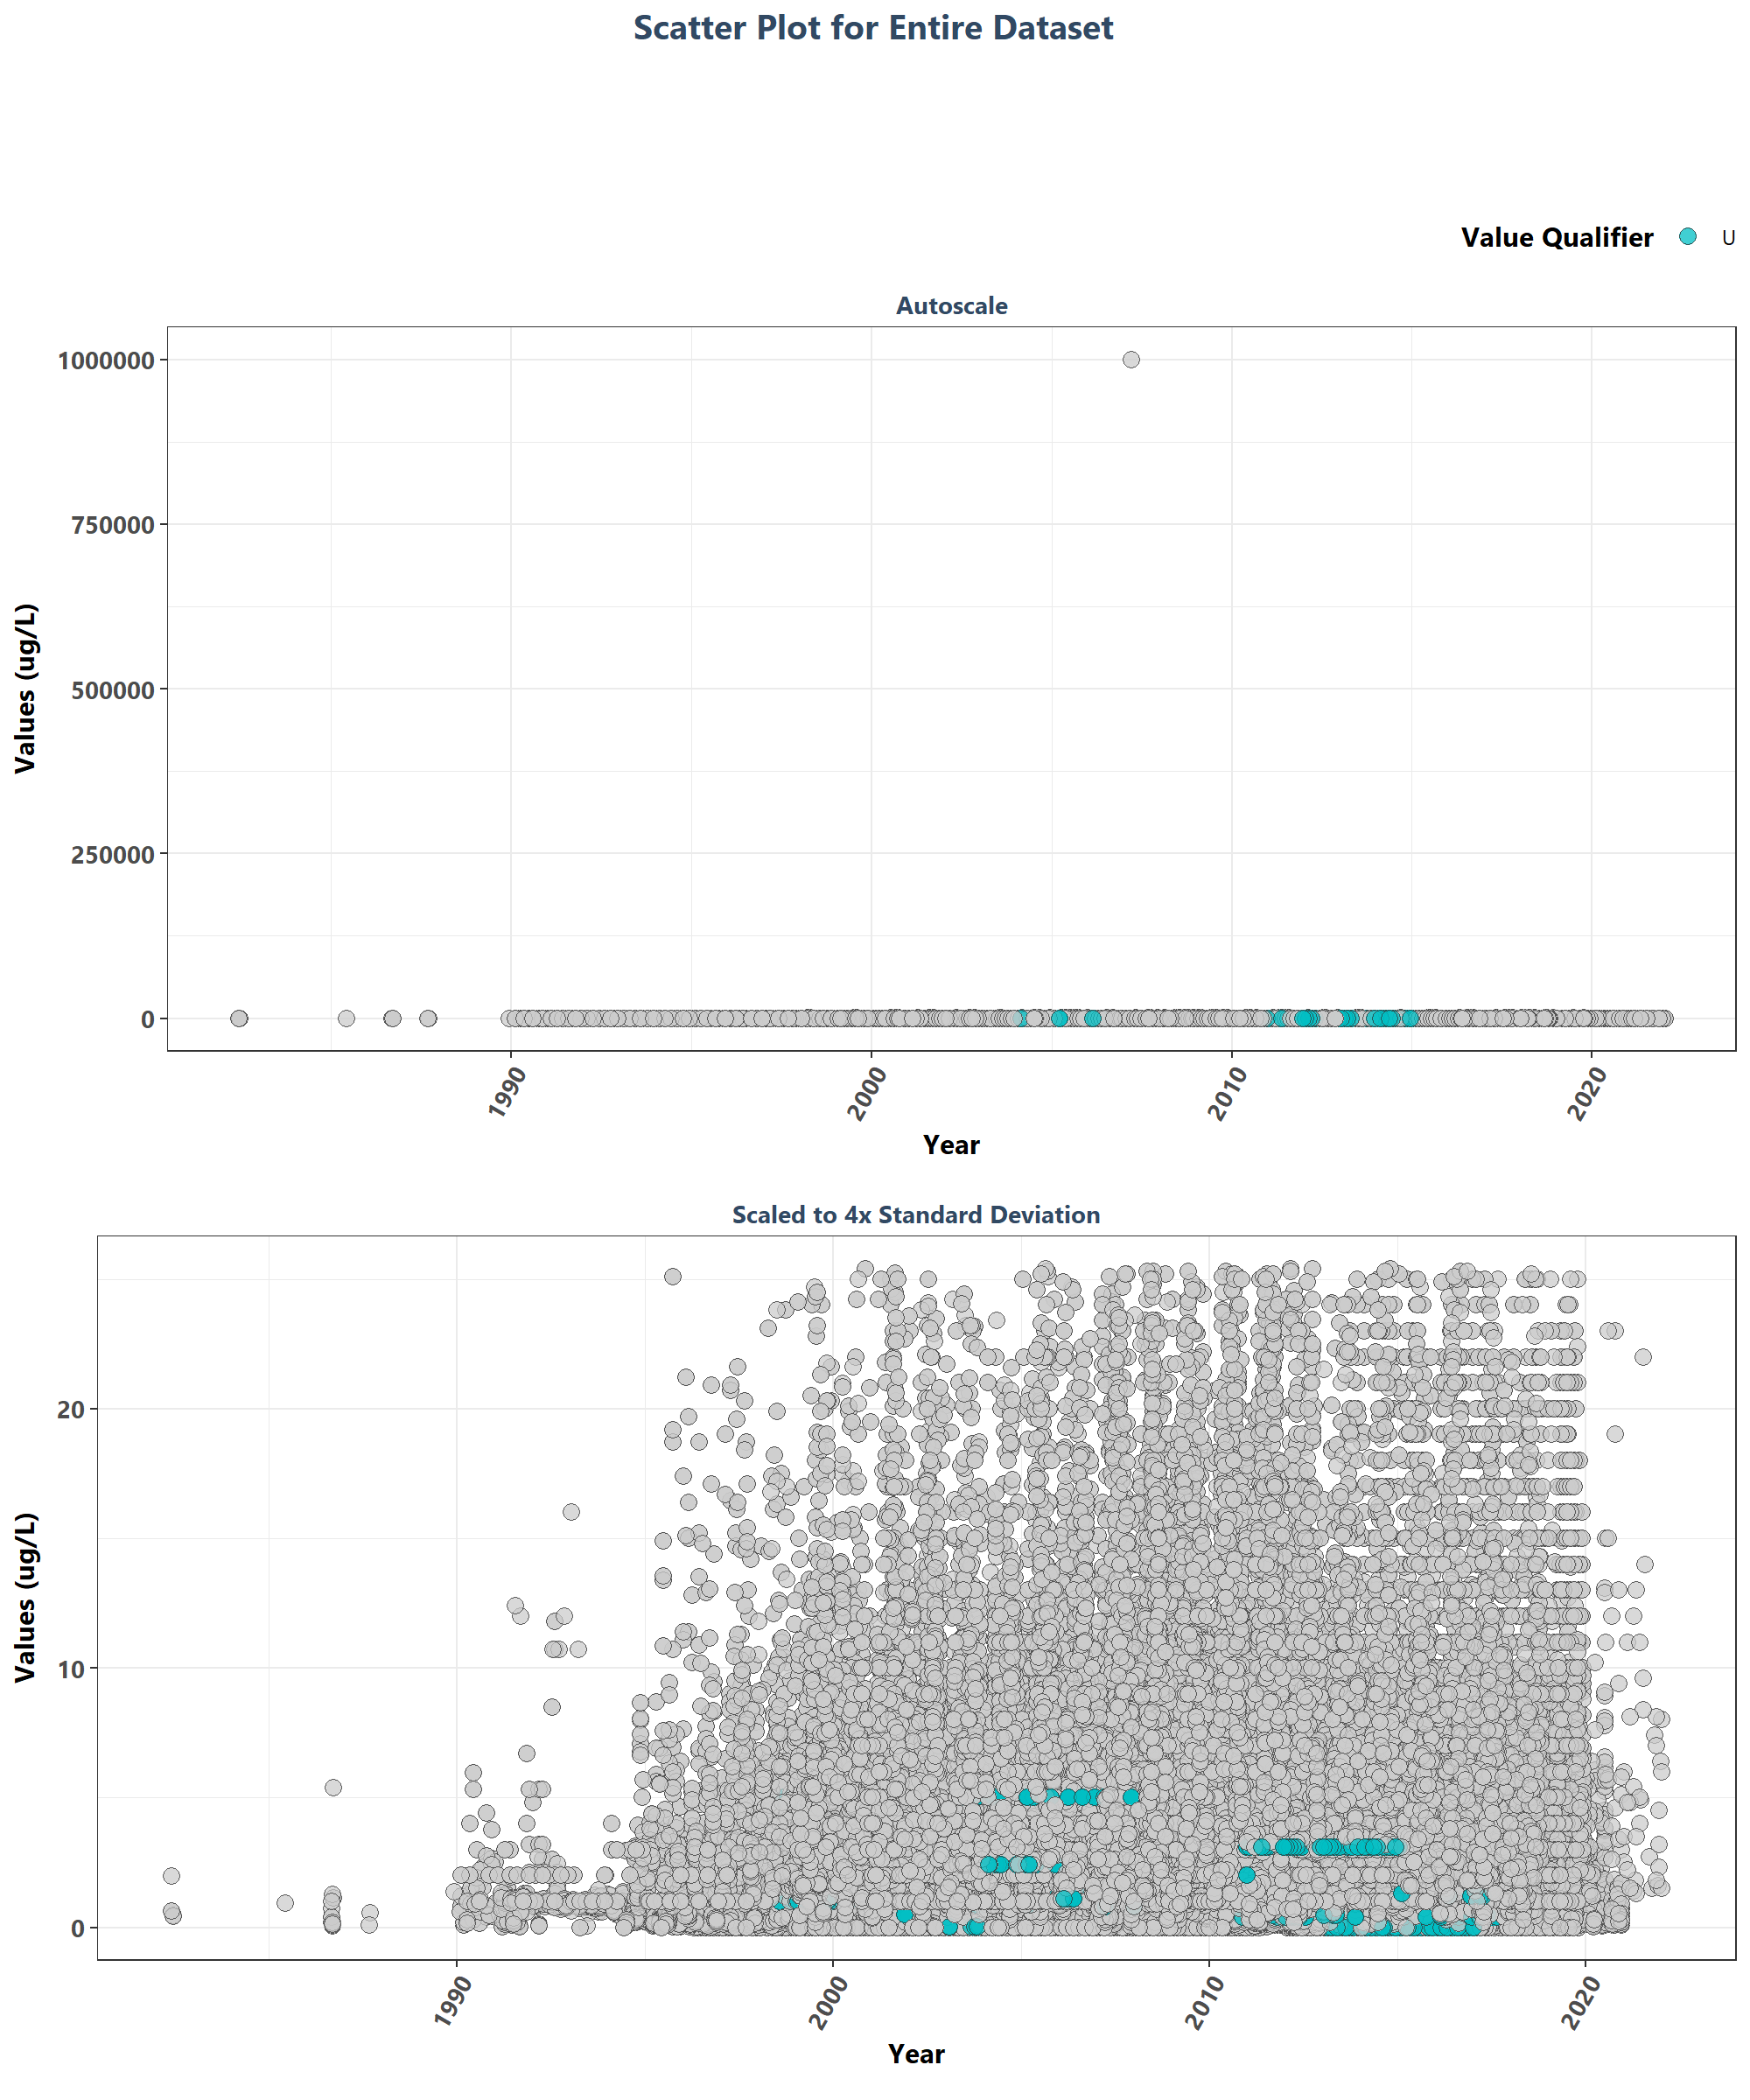 Scatter Plot for Entire Dataset
Value Qualifier U
Autoscale
1000000
750000
500000
250000
0
Values (ug/L)
1990 2000 2010 2020
Year
Scaled to 4x Standard Deviation
20
10
0
Values (ug/L)
1990 2000 2010 2020
Year